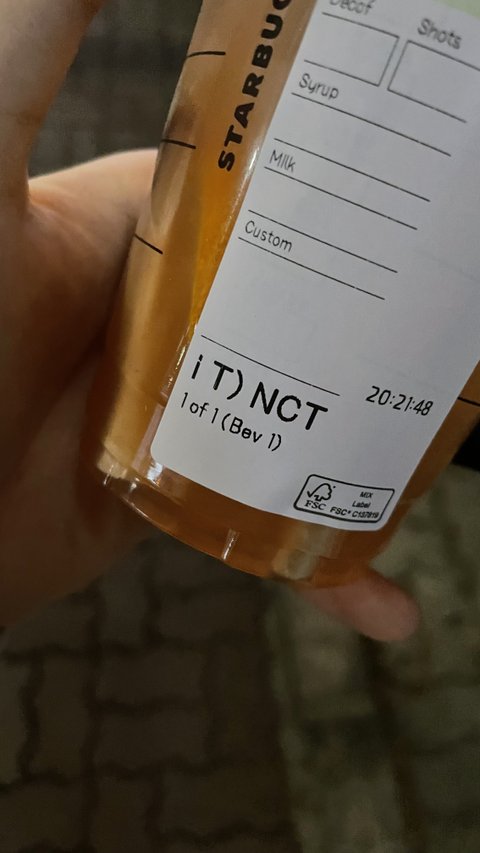 STARBUC
Decaf
Shots
Syrup
Milk
Custom
20:21:48
i T) NCT
1 of 1 (Bev 1)
FSC
MIX
Label
FSC® C137819